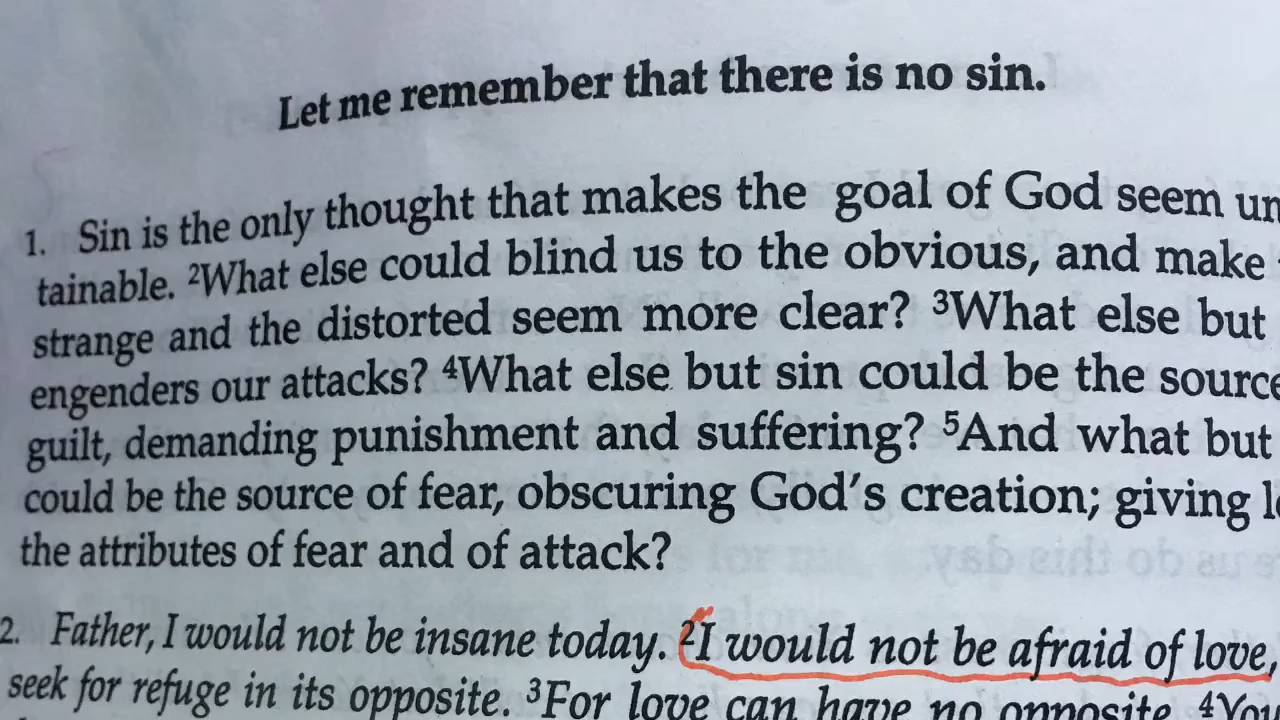 Let me remember that there is no sin.
1. Sin is the only thought that makes the goal of God seem un
tainable. ²What else could blind us to the obvious, and make
strange and the distorted seem more clear? ³What else but
engenders our attacks? ⁴What else but sin could be the source
guilt, demanding punishment and suffering? ⁵And what but
could be the source of fear, obscuring God's creation; giving
the attributes of fear and of attack?
2. Father, I would not be insane today. ²I would not be afraid of love,
seek for refuge in its opposite. ³For love can have no opposite. ⁴You